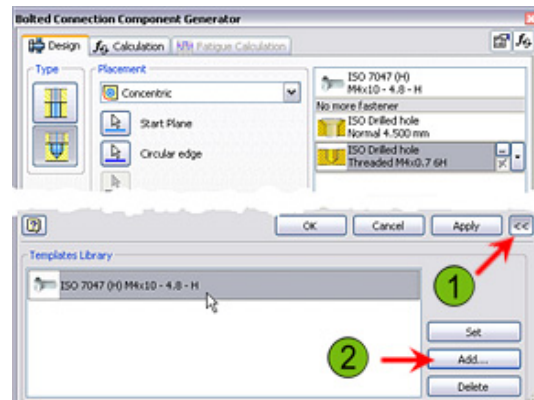 Bolted Connection Component Generator
Design
Calculation
Fatigue Calculation
Type
Placement
Concentric
Start Plane
Circular edge
ISO 7047 (H)
M4x10 - 4.8 - H
No more fastener
ISO Drilled hole
Normal 4.500 mm
ISO Drilled hole
Threaded M4x0.7 6H
?
OK
Cancel
Apply
<<
Templates Library
ISO 7047 (H) M4x10 - 4.8 - H
1
Set
2
Add...
Delete